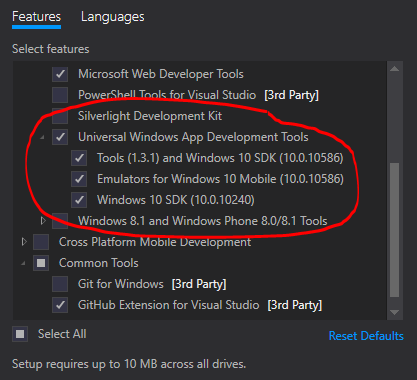 Features Languages
Select features
Microsoft Web Developer Tools
PowerShell Tools for Visual Studio [3rd Party]
Silverlight Development Kit
Universal Windows App Development Tools
Tools (1.3.1) and Windows 10 SDK (10.0.10586)
Emulators for Windows 10 Mobile (10.0.10586)
Windows 10 SDK (10.0.10240)
Windows 8.1 and Windows Phone 8.0/8.1 Tools
Cross Platform Mobile Development
Common Tools
Git for Windows [3rd Party]
GitHub Extension for Visual Studio [3rd Party]
Select All Reset Defaults
Setup requires up to 10 MB across all drives.